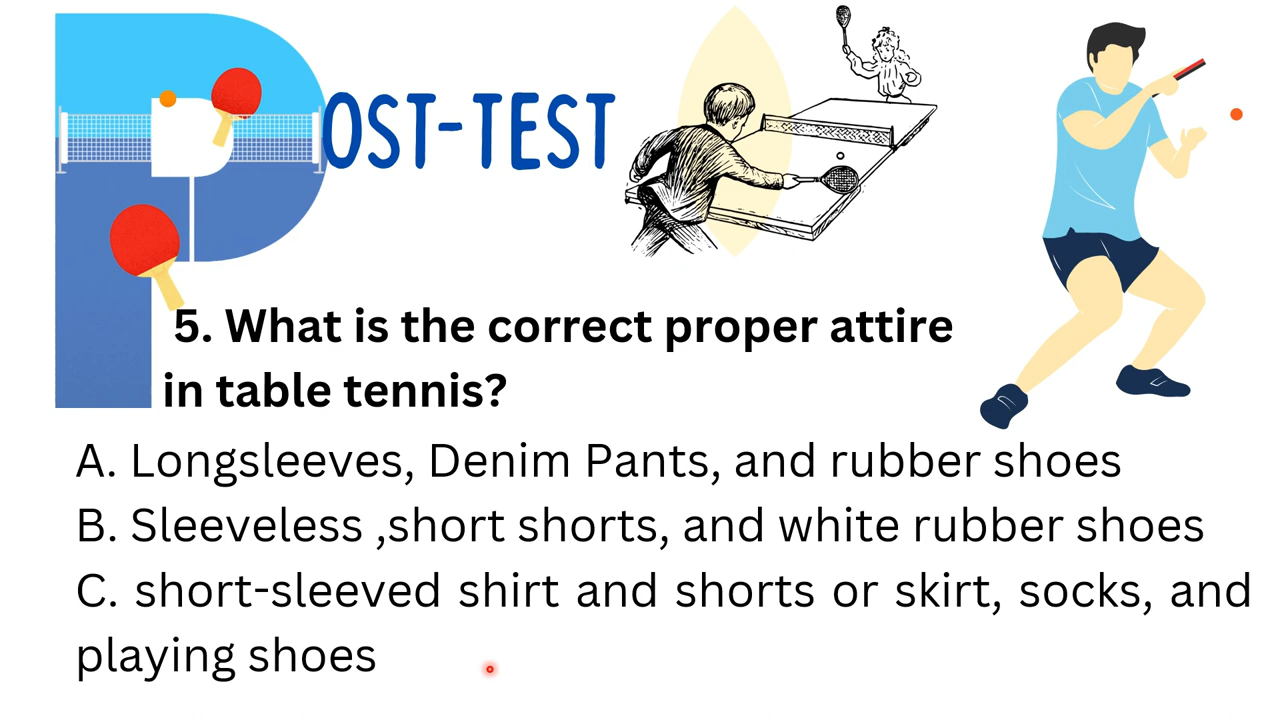 POST-TEST
5. What is the correct proper attire
in table tennis?
A. Longsleeves, Denim Pants, and rubber shoes
B. Sleeveless ,short shorts, and white rubber shoes
C. short-sleeved shirt and shorts or skirt, socks, and
playing shoes